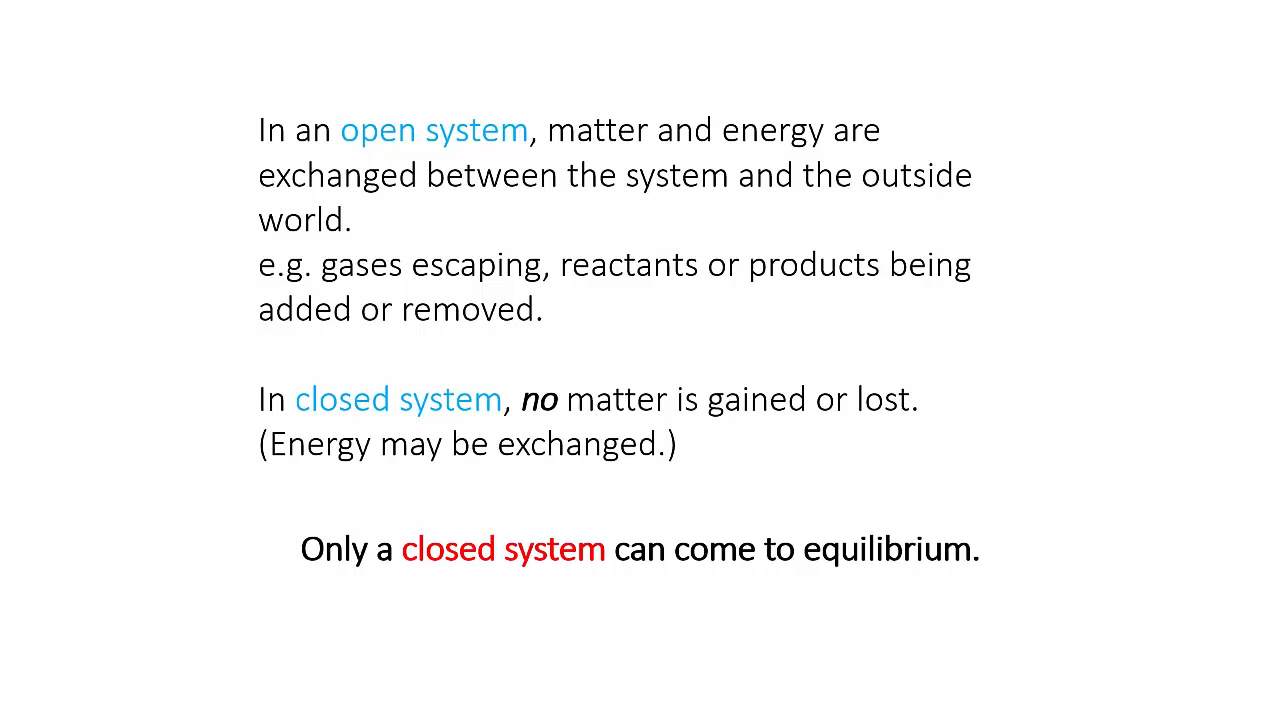 In an open system, matter and energy are
exchanged between the system and the outside
world.
e.g. gases escaping, reactants or products being
added or removed.
In closed system, no matter is gained or lost.
(Energy may be exchanged.)
Only a closed system can come to equilibrium.